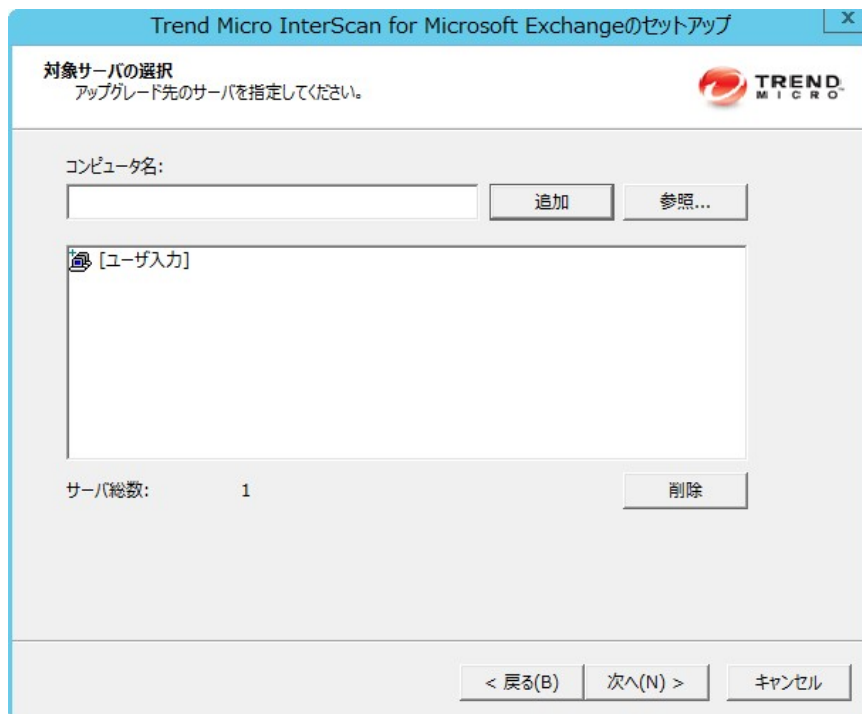 Trend Micro InterScan for Microsoft Exchangeのセットアップ
x
対象サーバの選択
アップグレード先のサーバを指定してください。
TREND
MICRO
コンピュータ名:
追加
参照...
[ユーザ入力]
サーバ総数: 1
削除
< 戻る(B)
次へ(N) >
キャンセル